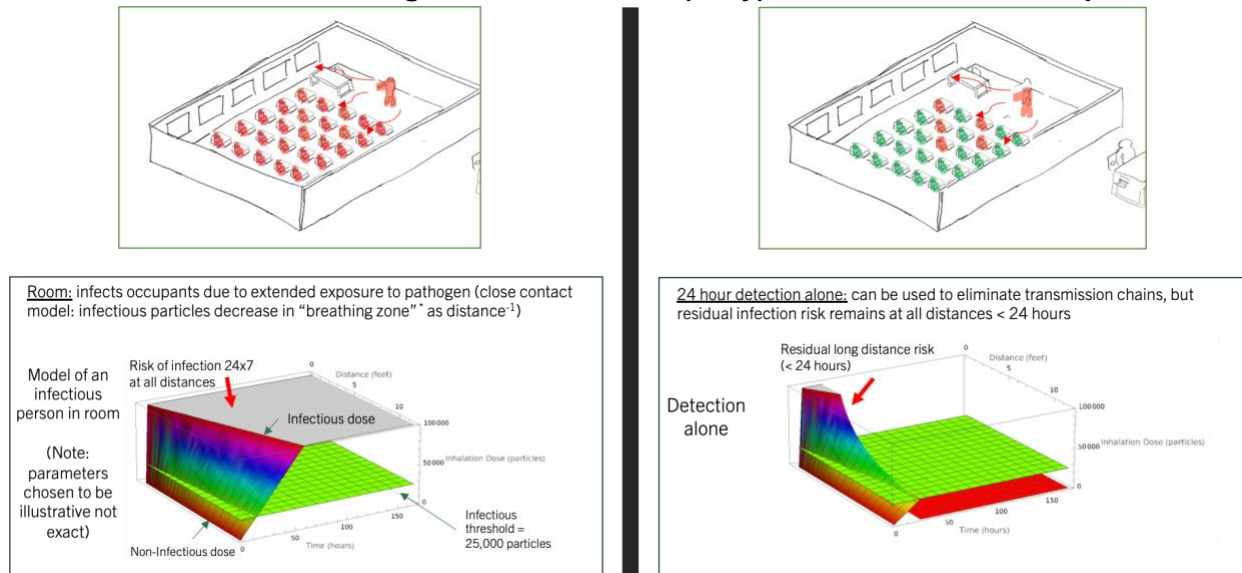 Room: infects occupants due to extended exposure to pathogen (close contact
model: infectious particles decrease in “breathing zone”* as distance-1)
Model of an
infectious
person in room
(Note:
parameters
chosen to be
illustrative not
exact)
Risk of infection 24x7
at all distances
Infectious dose
Non-Infectious dose
Infectious
threshold =
25,000 particles
0
Distance (feet)
5
10
100000
50000
Inhalation Dose (particles)
0
0
50
100
150
Time (hours)
24 hour detection alone: can be used to eliminate transmission chains, but
residual infection risk remains at all distances < 24 hours
Detection
alone
Residual long distance risk
(< 24 hours)
0
Distance (feet)
5
10
100000
50000
Inhalation Dose (particles)
0
0
50
100
150
Time (hours)